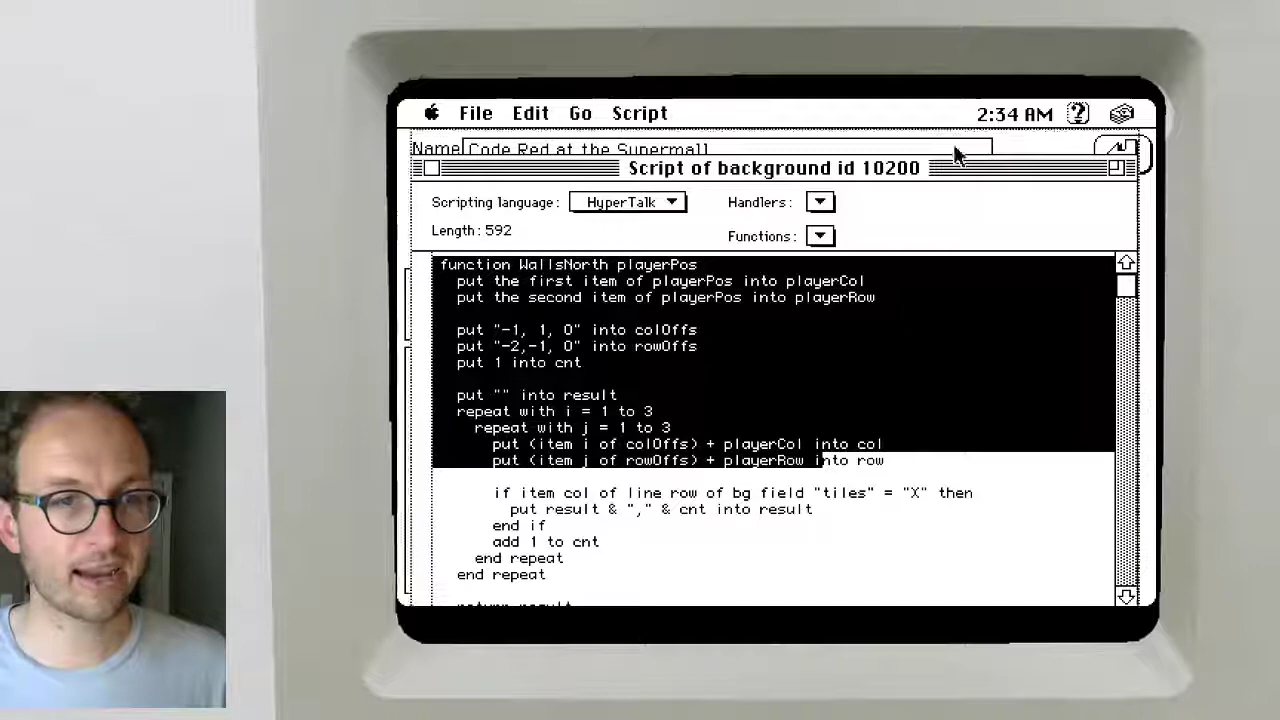 File Edit Go Script 2:34 AM
Name Code Red at the Supermall
Script of background id 10200
Scripting language: HyperTalk Handlers:
Length: 592
Functions:
function WallsNorth playerPos
put the first item of playerPos into playerCol
put the second item of playerPos into playerRow
put "-1, 1, 0" into colOffs
put "-2,-1, 0" into rowOffs
put 1 into cnt
put "" into result
repeat with i = 1 to 3
repeat with j = 1 to 3
put (item i of colOffs) + playerCol into col
put (item j of rowOffs) + playerRow into row
if item col of line row of bg field "tiles" = "X" then
put result & "," & cnt into result
end if
add 1 to cnt
end repeat
end repeat
return result